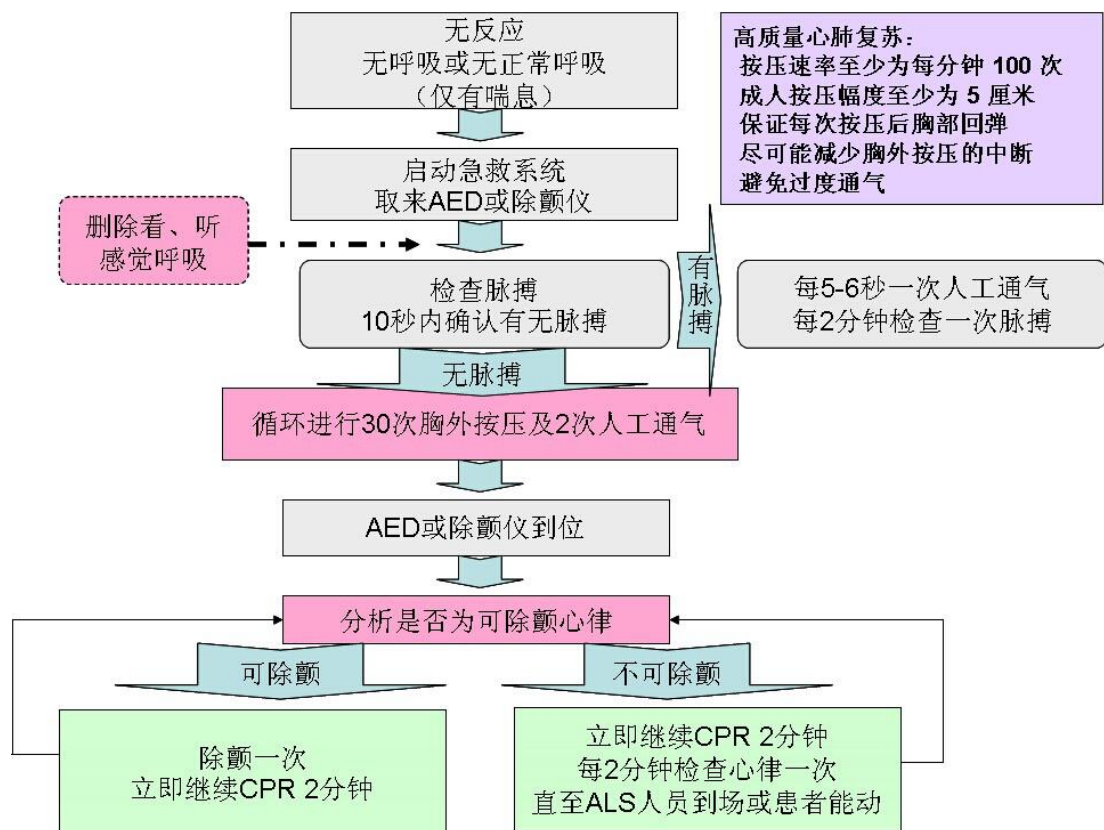 无反应
无呼吸或无正常呼吸
（仅有喘息）
高质量心肺复苏：
按压速率至少为每分钟 100 次
成人按压幅度至少为 5 厘米
保证每次按压后胸部回弹
尽可能减少胸外按压的中断
避免过度通气
启动急救系统
取来AED或除颤仪
删除看、听
感觉呼吸
检查脉搏
10秒内确认有无脉搏
有脉搏
每5-6秒一次人工通气
每2分钟检查一次脉搏
无脉搏
循环进行30次胸外按压及2次人工通气
AED或除颤仪到位
分析是否为可除颤心律
可除颤
不可除颤
除颤一次
立即继续CPR 2分钟
立即继续CPR 2分钟
每2分钟检查心律一次
直至ALS人员到场或患者能动